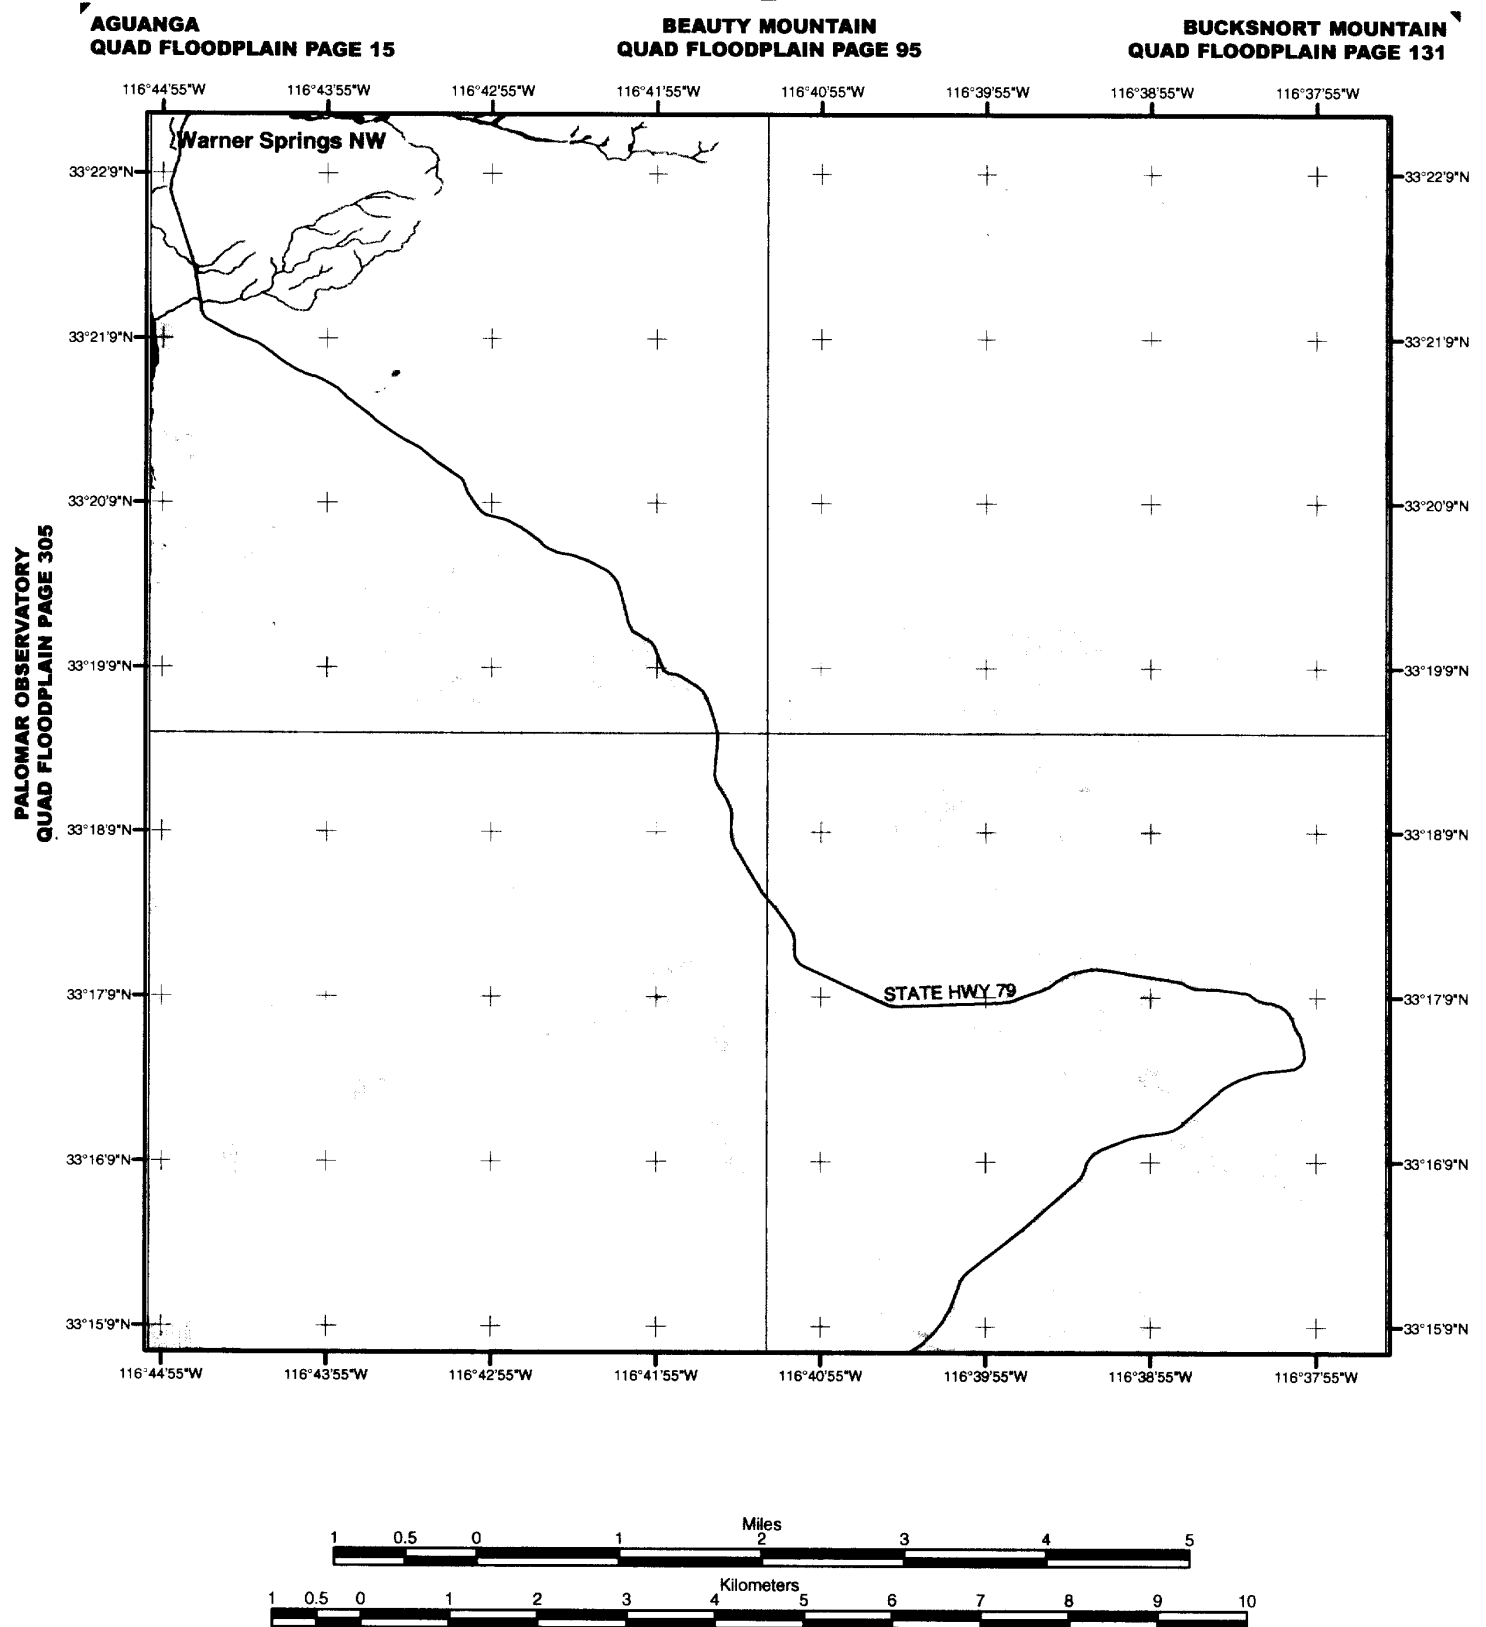 AGUANGA
QUAD FLOODPLAIN PAGE 15
BEAUTY MOUNTAIN
QUAD FLOODPLAIN PAGE 95
BUCKSNORT MOUNTAIN
QUAD FLOODPLAIN PAGE 131
116°44'55"W 116°43'55"W 116°42'55"W 116°41'55"W 116°40'55"W 116°39'55"W 116°38'55"W 116°37'55"W
Warner Springs NW
33°22'9"N 33°22'9"N
33°21'9"N 33°21'9"N
33°20'9"N 33°20'9"N
PALOMAR OBSERVATORY
QUAD FLOODPLAIN PAGE 305
33°19'9"N 33°19'9"N
33°18'9"N 33°18'9"N
33°17'9"N STATE HWY 79 33°17'9"N
33°16'9"N 33°16'9"N
33°15'9"N 33°15'9"N
116°44'55"W 116°43'55"W 116°42'55"W 116°41'55"W 116°40'55"W 116°39'55"W 116°38'55"W 116°37'55"W
Miles
1 0.5 0 1 2 3 4 5
Kilometers
1 0.5 0 1 2 3 4 5 6 7 8 9 10